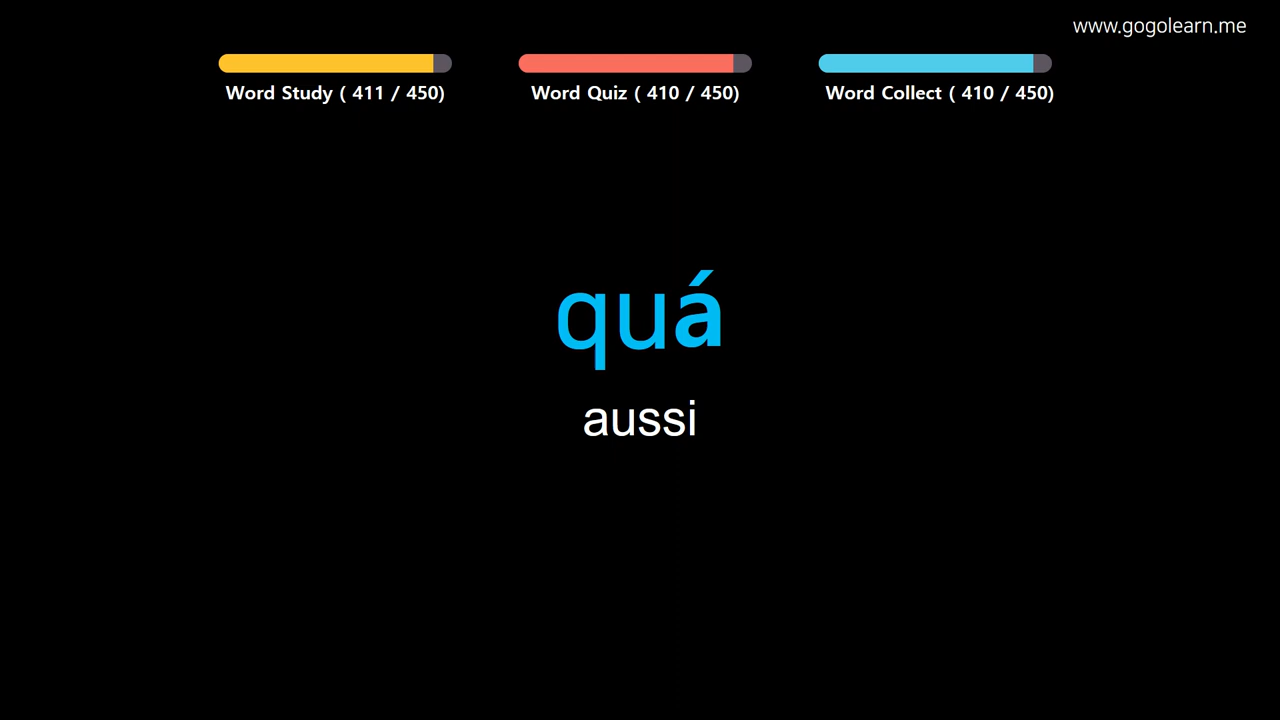 www.gogolearn.me
Word Study ( 411 / 450)
Word Quiz ( 410 / 450)
Word Collect ( 410 / 450)
quá
aussi